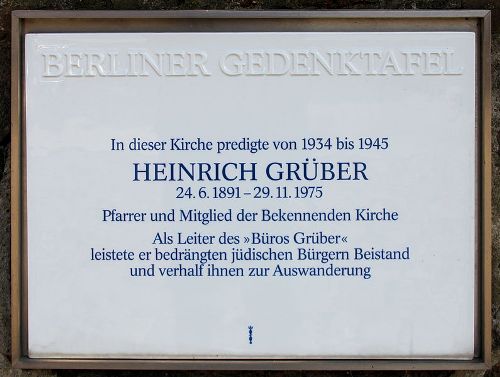 BERLINER GEDENKTAFEL
In dieser Kirche predigte von 1934 bis 1945
HEINRICH GRÜBER
24. 6. 1891 – 29. 11. 1975
Pfarrer und Mitglied der Bekennenden Kirche
Als Leiter des »Büros Grüber«
leistete er bedrängten jüdischen Bürgern Beistand
und verhalf ihnen zur Auswanderung